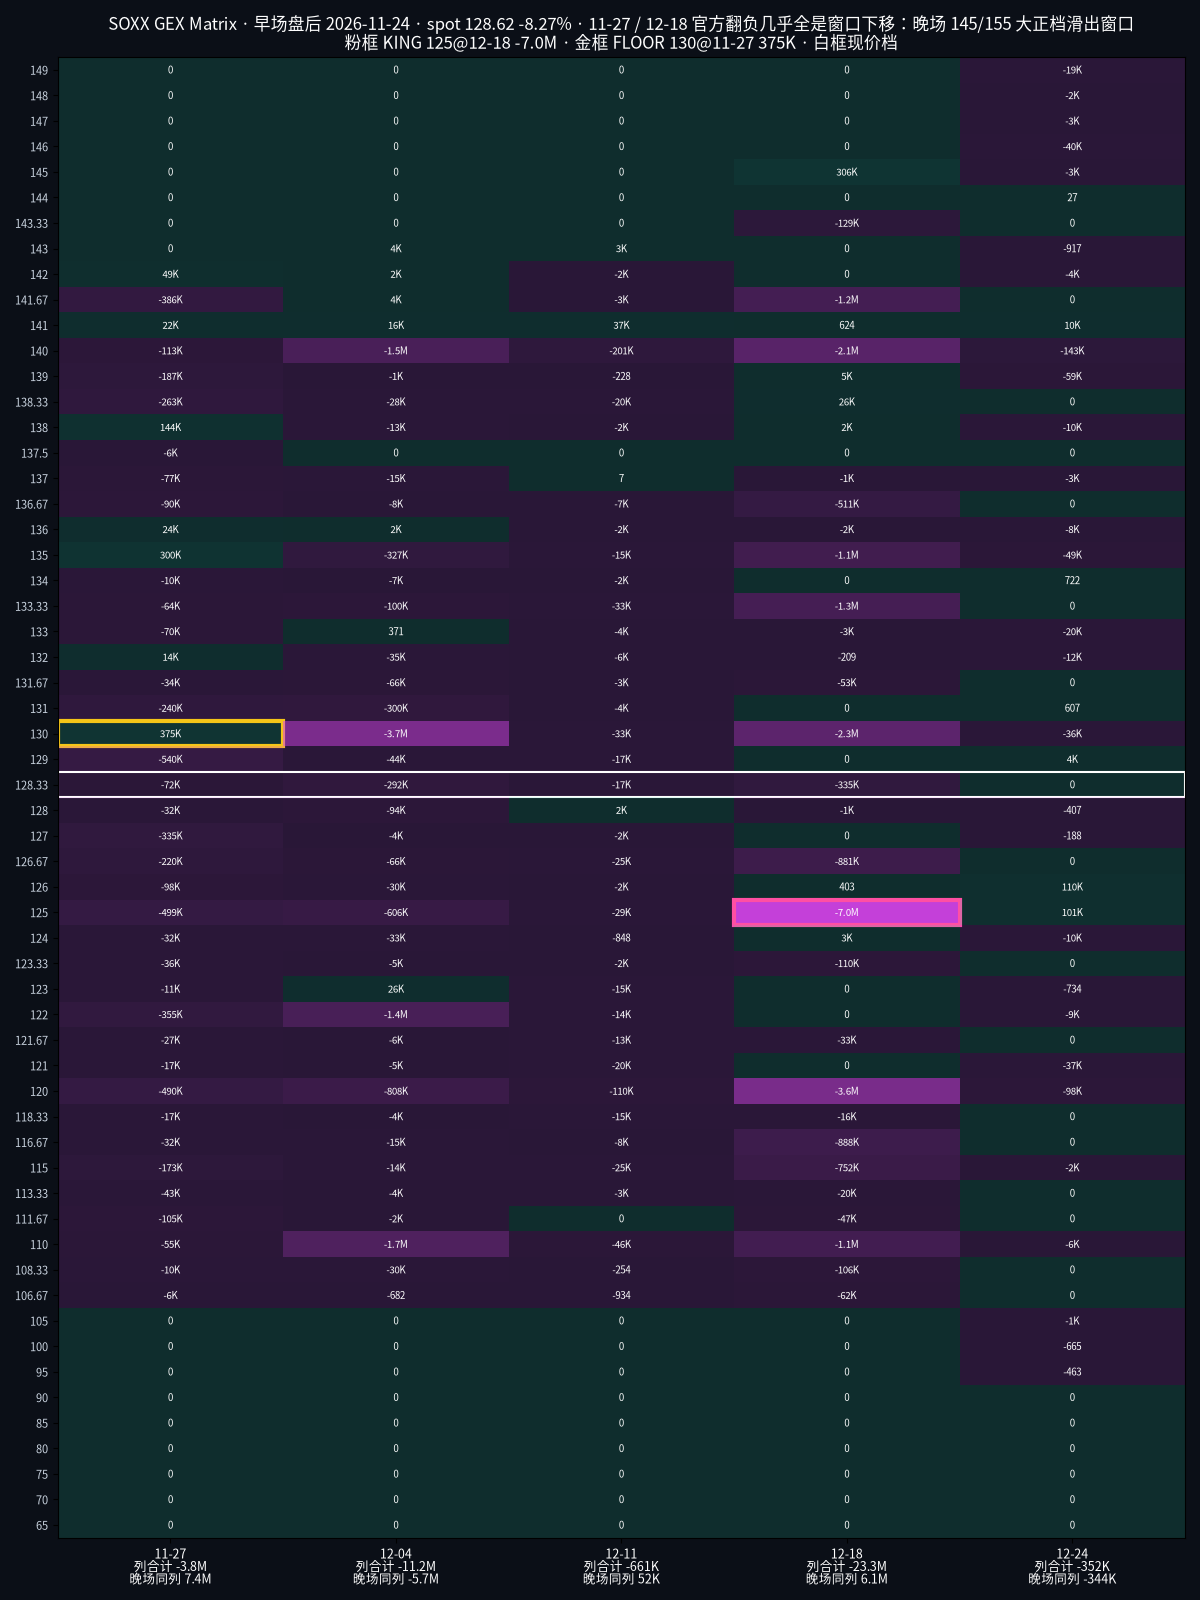 SOXX GEX Matrix · 早场盘后 2026-11-24 · spot 128.62 -8.27% · 11-27 / 12-18 官方翻负几乎全是窗口下移：晚场 145/155 大正档滑出窗口
粉框 KING 125@12-18 -7.0M · 金框 FLOOR 130@11-27 375K · 白框现价档
149 0 0 0 0 -19K
148 0 0 0 0 -2K
147 0 0 0 0 -3K
146 0 0 0 0 -40K
145 0 0 0 306K -3K
144 0 0 0 0 27
143.33 0 0 0 -129K 0
143 0 4K 3K 0 -917
142 49K 2K -2K 0 -4K
141.67 -386K 4K -3K -1.2M 0
141 22K 16K 37K 624 10K
140 -113K -1.5M -201K -2.1M -143K
139 -187K -1K -228 5K -59K
138.33 -263K -28K -20K 26K 0
138 144K -13K -2K 2K -10K
137.5 -6K 0 0 0 0
137 -77K -15K 7 -1K -3K
136.67 -90K -8K -7K -511K 0
136 24K 2K -2K -2K -8K
135 300K -327K -15K -1.1M -49K
134 -10K -7K -2K 0 722
133.33 -64K -100K -33K -1.3M 0
133 -70K 371 -4K -3K -20K
132 14K -35K -6K -209 -12K
131.67 -34K -66K -3K -53K 0
131 -240K -300K -4K 0 607
130 375K -3.7M -33K -2.3M -36K
129 -540K -44K -17K 0 4K
128.33 -72K -292K -17K -335K 0
128 -32K -94K 2K -1K -407
127 -335K -4K -2K 0 -188
126.67 -220K -66K -25K -881K 0
126 -98K -30K -2K 403 110K
125 -499K -606K -29K -7.0M 101K
124 -32K -33K -848 3K -10K
123.33 -36K -5K -2K -110K 0
123 -11K 26K -15K 0 -734
122 -355K -1.4M -14K 0 -9K
121.67 -27K -6K -13K -33K 0
121 -17K -5K -20K 0 -37K
120 -490K -808K -110K -3.6M -98K
118.33 -17K -4K -15K -16K 0
116.67 -32K -15K -8K -888K 0
115 -173K -14K -25K -752K -2K
113.33 -43K -4K -3K -20K 0
111.67 -105K -2K 0 -47K 0
110 -55K -1.7M -46K -1.1M -6K
108.33 -10K -30K -254 -106K 0
106.67 -6K -682 -934 -62K 0
105 0 0 0 0 -1K
100 0 0 0 0 -665
95 0 0 0 0 -463
90 0 0 0 0 0
85 0 0 0 0 0
80 0 0 0 0 0
75 0 0 0 0 0
70 0 0 0 0 0
65 0 0 0 0 0
11-27 12-04 12-11 12-18 12-24
列合计 -3.8M 列合计 -11.2M 列合计 -661K 列合计 -23.3M 列合计 -352K
晚场同列 7.4M 晚场同列 -5.7M 晚场同列 52K 晚场同列 6.1M 晚场同列 -344K